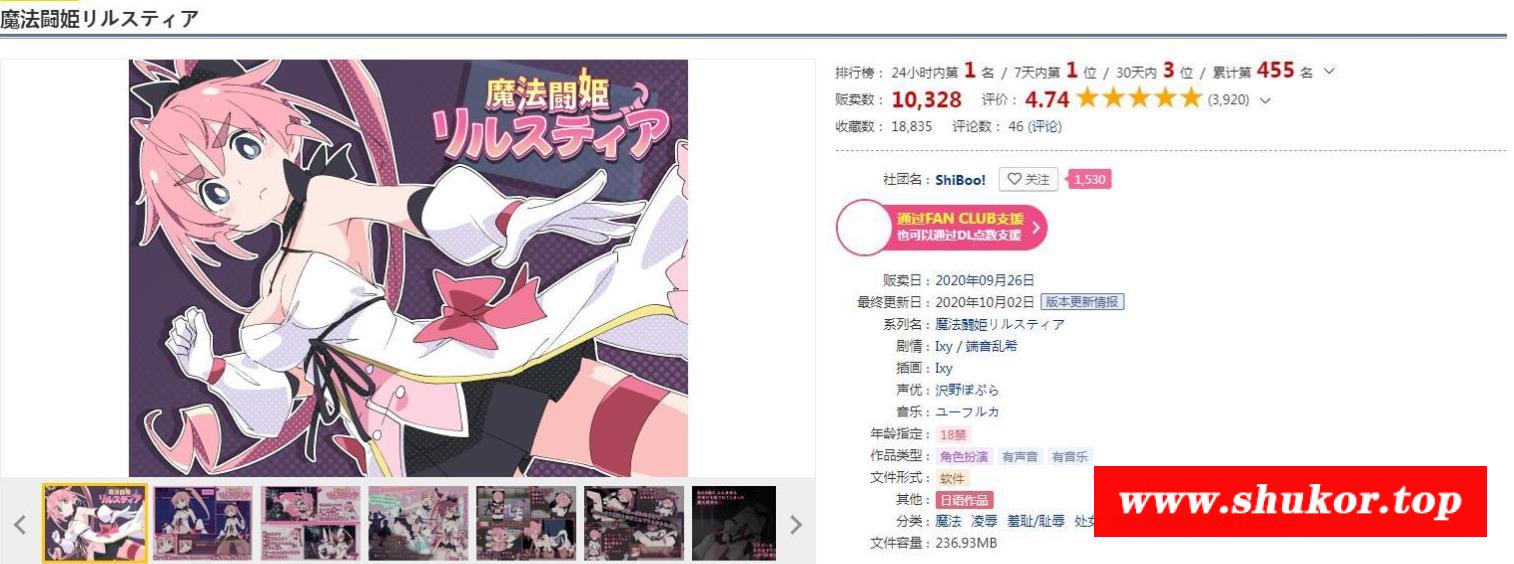 魔法闘姫リルスティア
魔法闘姫
リルスティア
排行榜： 24小时内第 1 名 / 7天内第 1 位 / 30天内 3 位 / 累计第 455 名
贩卖数： 10,328 评价： 4.74 ★★★★★ (3,920)
收藏数： 18,835 评论数： 46 (评论)
社团名： ShiBoo! ♡ 关注 1,530
通过FAN CLUB支援
也可以通过DL点数支援
贩卖日： 2020年09月26日
最终更新日： 2020年10月02日 版本更新情报
系列名： 魔法闘姫リルスティア
剧情： Ixy / 端音乱希
插画： Ixy
声优： 沢野ぽぷら
音乐： ユーフルカ
年龄指定： 18禁
作品类型： 角色扮演 有声音 有音乐
文件形式： 软件
其他： 日语作品
分类： 魔法 凌辱 羞耻/耻辱
文件容量： 236.93MB
www.shukor.top